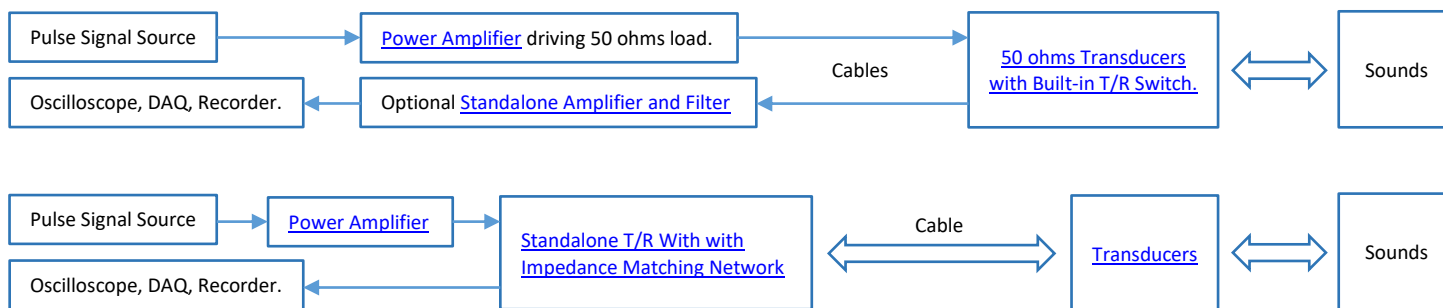 Pulse Signal Source
Power Amplifier driving 50 ohms load.
Cables
50 ohms Transducers
with Built-in T/R Switch.
Sounds
Oscilloscope, DAQ, Recorder.
Optional Standalone Amplifier and Filter
Pulse Signal Source
Power Amplifier
Standalone T/R With with
Impedance Matching Network
Cable
Transducers
Sounds
Oscilloscope, DAQ, Recorder.